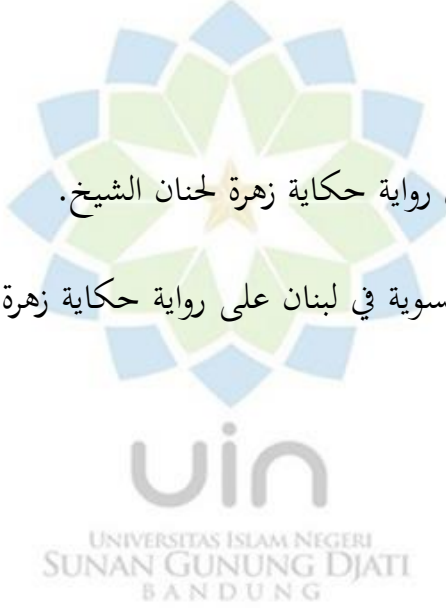 رواية حكاية زهرة لحنان الشيخ.
في لبنان على رواية حكاية زهرة
uin
UNIVERSITAS ISLAM NEGERI
SUNAN GUNUNG DJATI
BANDUNG